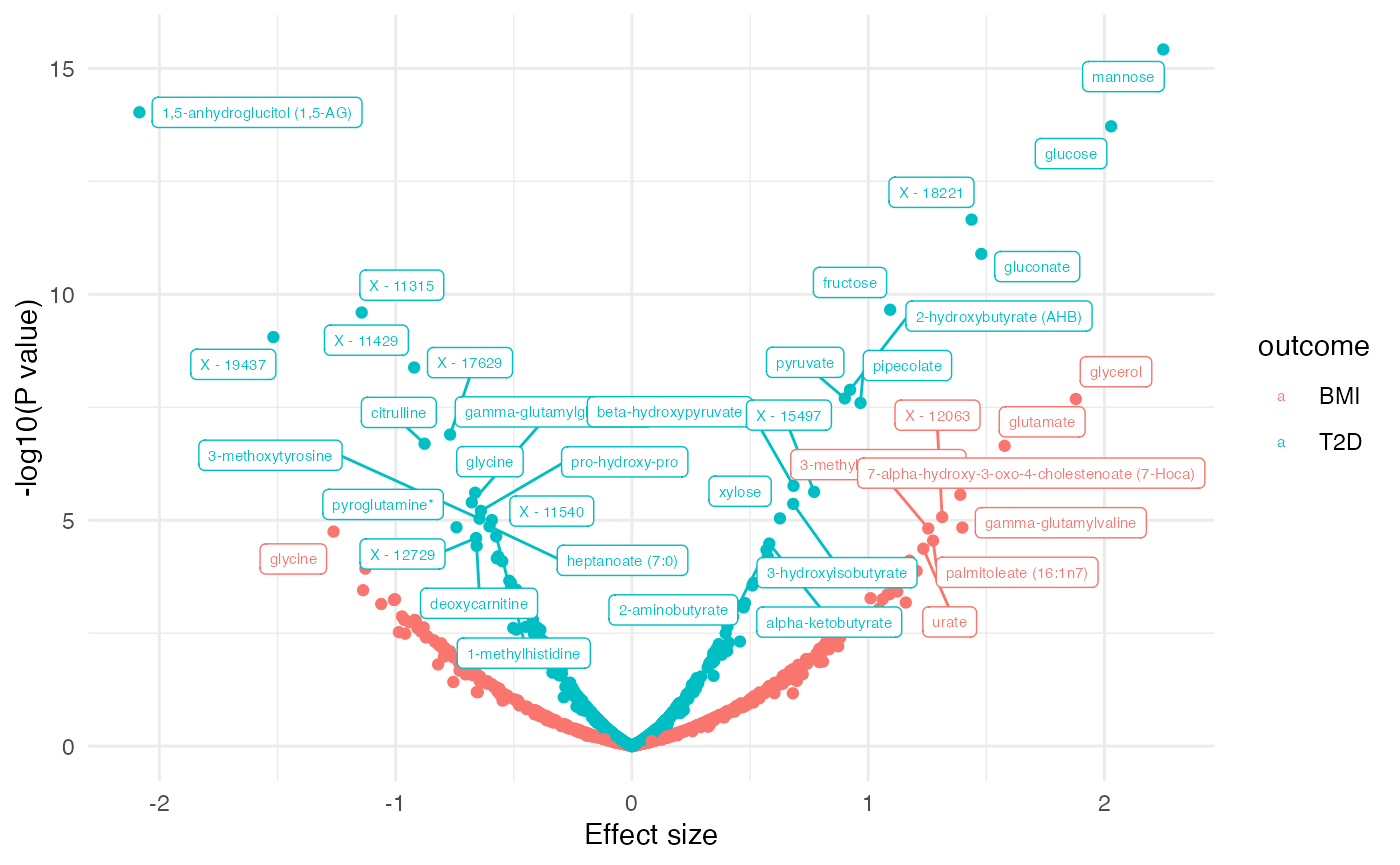 15
mannose
1,5-anhydroglucitol (1,5-AG)
glucose
X - 18221
gluconate
X - 11315
fructose
10
2-hydroxybutyrate (AHB)
X - 11429
X - 19437
X - 17629
pyruvate
pipecolate
glycerol
citrulline
gamma-glutamylg
beta-hydroxypyruvate
X - 15497
X - 12063
glutamate
3-methoxytyrosine
glycine
pro-hydroxy-pro
3-methyl
7-alpha-hydroxy-3-oxo-4-cholestenoate (7-Hoca)
xylose
pyroglutamine*
X - 11540
5
gamma-glutamylvaline
glycine
X - 12729
heptanoate (7:0)
3-hydroxyisobutyrate
palmitoleate (16:1n7)
deoxycarnitine
2-aminobutyrate
alpha-ketobutyrate
urate
1-methylhistidine
0
-2
-1
0
1
2
Effect size
-log10(P value)
outcome
a BMI
a T2D